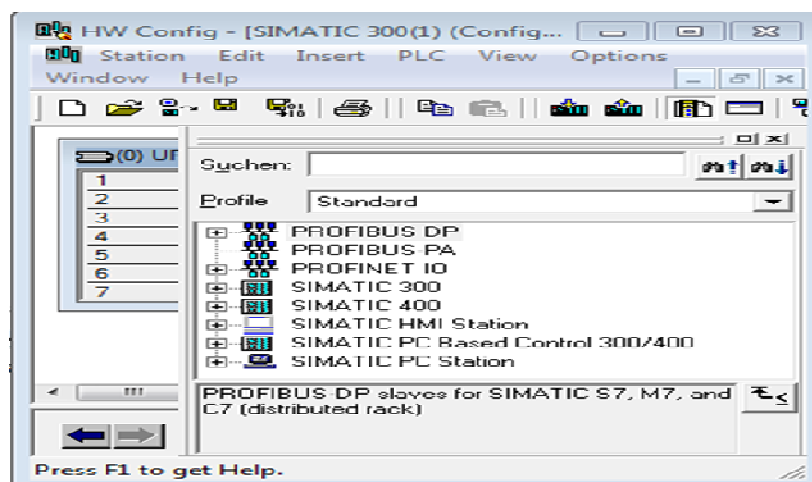 HW Config - [SIMATIC 300(1) (Config...
Station Edit Insert PLC View Options
Window Help
(0) UR
1
2
3
4
5
6
7
Suchen:
Profile Standard
PROFIBUS DP
PROFIBUS-PA
PROFINET IO
SIMATIC 300
SIMATIC 400
SIMATIC HMI Station
SIMATIC PC Based Control 300/400
SIMATIC PC Station
PROFIBUS-DP slaves for SIMATIC S7, M7, and
C7 (distributed rack)
Press F1 to get Help.